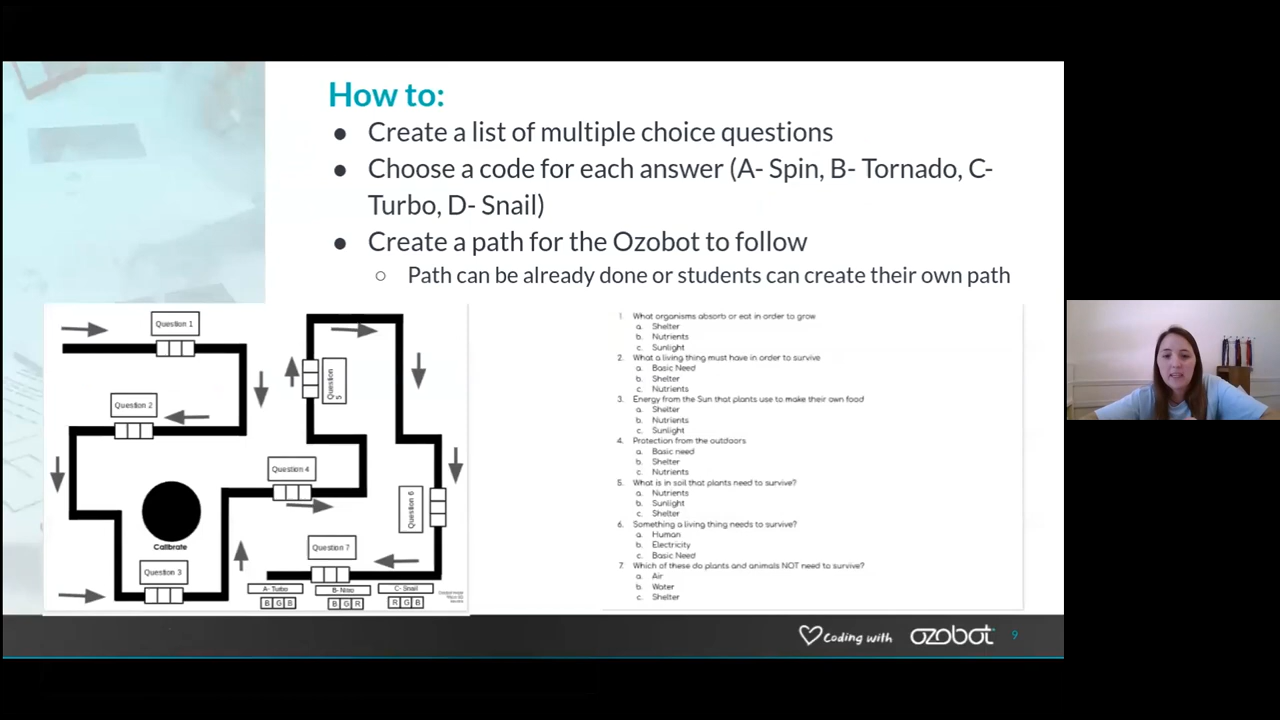 How to:
● Create a list of multiple choice questions
● Choose a code for each answer (A- Spin, B- Tornado, C-
Turbo, D- Snail)
● Create a path for the Ozobot to follow
○ Path can be already done or students can create their own path
Question 1
Question 2
Question 5
Question 4
Question 6
Calibrate
Question 7
Question 3
A- Turbo
B G B
B- Nitro
B G R
C- Snail
R G B
1. What organisms absorb or eat in order to grow
a. Shelter
b. Nutrients
c. Sunlight
2. What a living thing must have in order to survive
a. Basic Need
b. Shelter
c. Nutrients
3. Energy from the Sun that plants use to make their own food
a. Shelter
b. Nutrients
c. Sunlight
4. Protection from the outdoors
a. Basic need
b. Shelter
c. Nutrients
5. What is in soil that plants need to survive?
a. Nutrients
b. Sunlight
c. Shelter
6. Something a living thing needs to survive?
a. Human
b. Electricity
c. Basic Need
7. Which of these do plants and animals NOT need to survive?
a. Air
b. Water
c. Shelter
Coding with ozobot 9